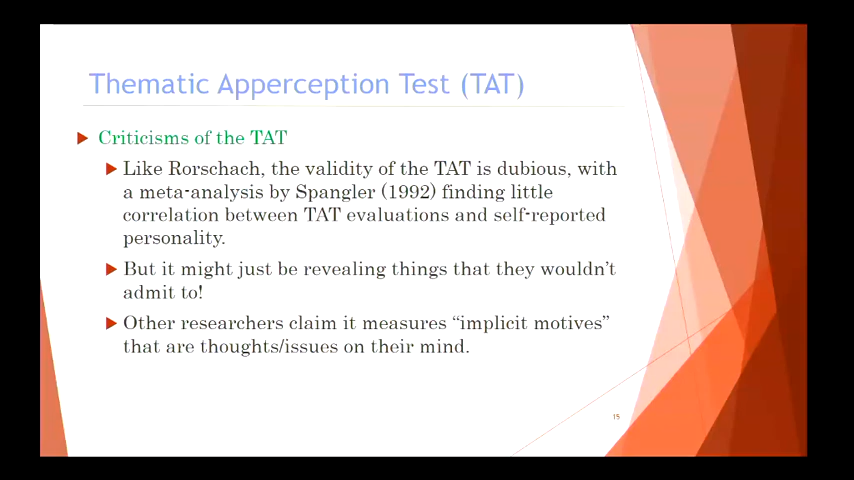 Thematic Apperception Test (TAT)
Criticisms of the TAT
Like Rorschach, the validity of the TAT is dubious, with
a meta-analysis by Spangler (1992) finding little
correlation between TAT evaluations and self-reported
personality.
But it might just be revealing things that they wouldn't
admit to!
Other researchers claim it measures “implicit motives”
that are thoughts/issues on their mind.
15